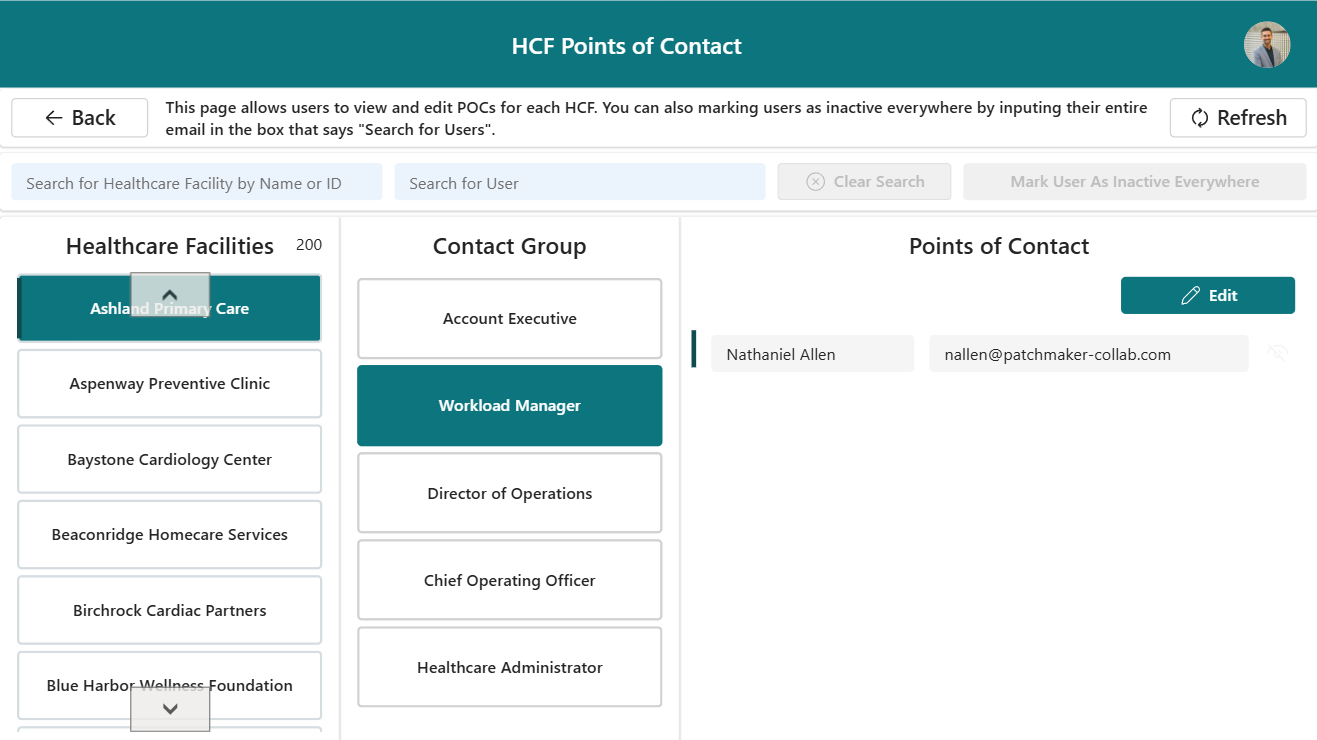 HCF Points of Contact
Back
This page allows users to view and edit POCs for each HCF. You can also marking users as inactive everywhere by inputing their entire
email in the box that says "Search for Users".
Refresh
Search for Healthcare Facility by Name or ID
Search for User
Clear Search
Mark User As Inactive Everywhere
Healthcare Facilities
200
Ashland Primary Care
Aspenway Preventive Clinic
Baystone Cardiology Center
Beaconridge Homecare Services
Birchrock Cardiac Partners
Blue Harbor Wellness Foundation
Contact Group
Account Executive
Workload Manager
Director of Operations
Chief Operating Officer
Healthcare Administrator
Points of Contact
Edit
Nathaniel Allen
nallen@patchmaker-collab.com